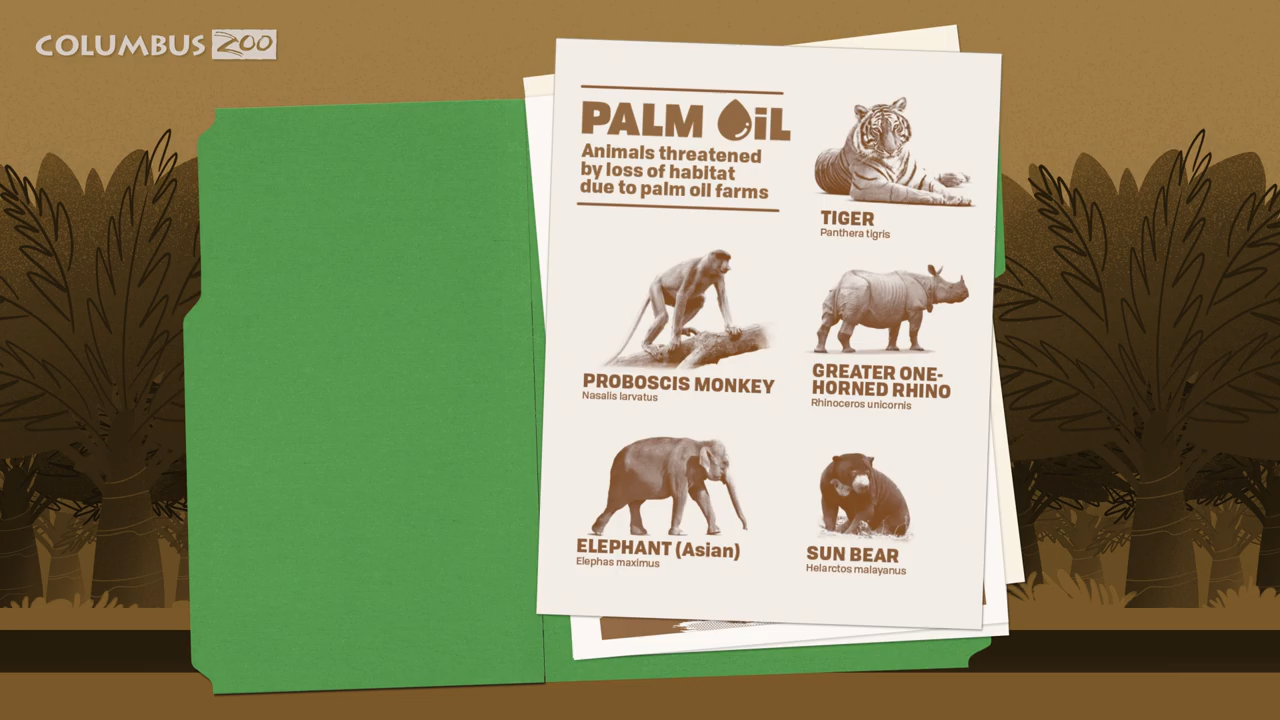 COLUMBUS ZOO
PALM OiL
Animals threatened
by loss of habitat
due to palm oil farms
TIGER
Panthera tigris
PROBOSCIS MONKEY
Nasalis larvatus
GREATER ONE-
HORNED RHINO
Rhinoceros unicornis
ELEPHANT (Asian)
Elephas maximus
SUN BEAR
Helarctos malayanus